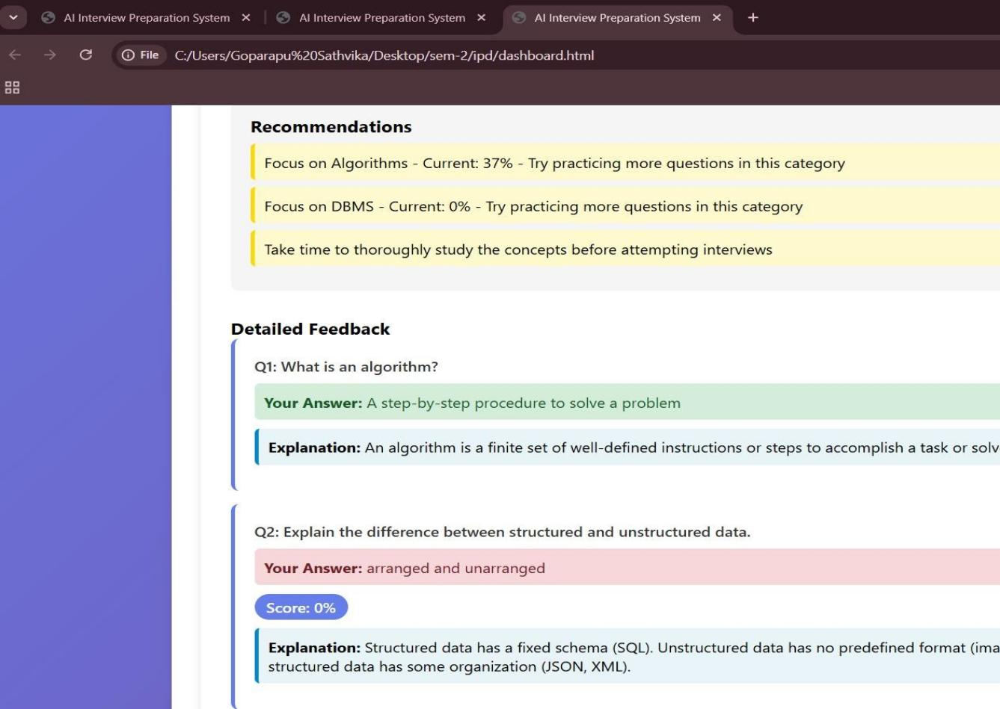 AI Interview Preparation System
AI Interview Preparation System
AI Interview Preparation System
File C:/Users/Goparapu%20Sathvika/Desktop/sem-2/ipd/dashboard.html
Recommendations
Focus on Algorithms - Current: 37% - Try practicing more questions in this category
Focus on DBMS - Current: 0% - Try practicing more questions in this category
Take time to thoroughly study the concepts before attempting interviews
Detailed Feedback
Q1: What is an algorithm?
Your Answer: A step-by-step procedure to solve a problem
Explanation: An algorithm is a finite set of well-defined instructions or steps to accomplish a task or
Q2: Explain the difference between structured and unstructured data.
Your Answer: arranged and unarranged
Score: 0%
Explanation: Structured data has a fixed schema (SQL). Unstructured data has no predefined format
structured data has some organization (JSON, XML).